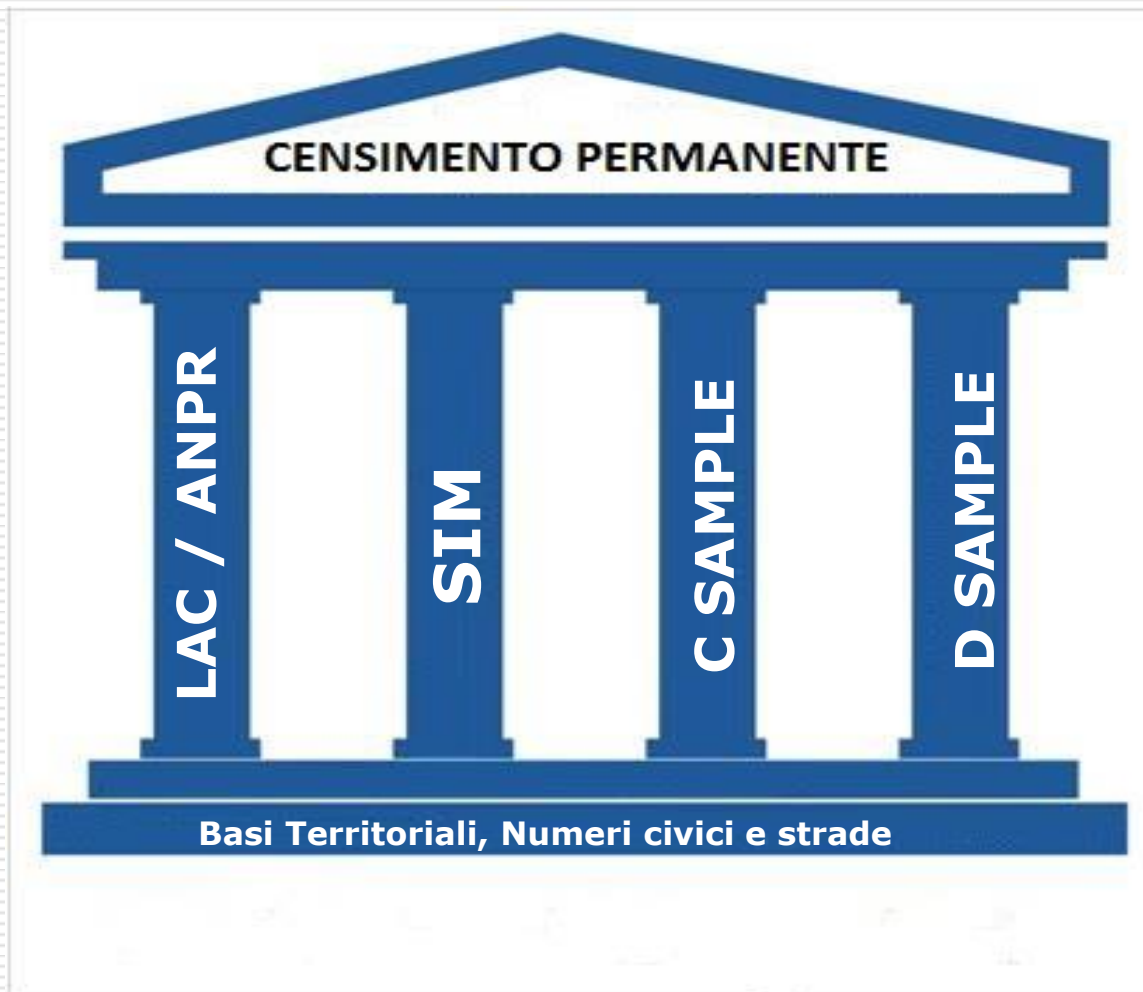 CENSIMENTO PERMANENTE
LAC / ANPR
SIM
C SAMPLE
D SAMPLE
Basi Territoriali, Numeri civici e strade